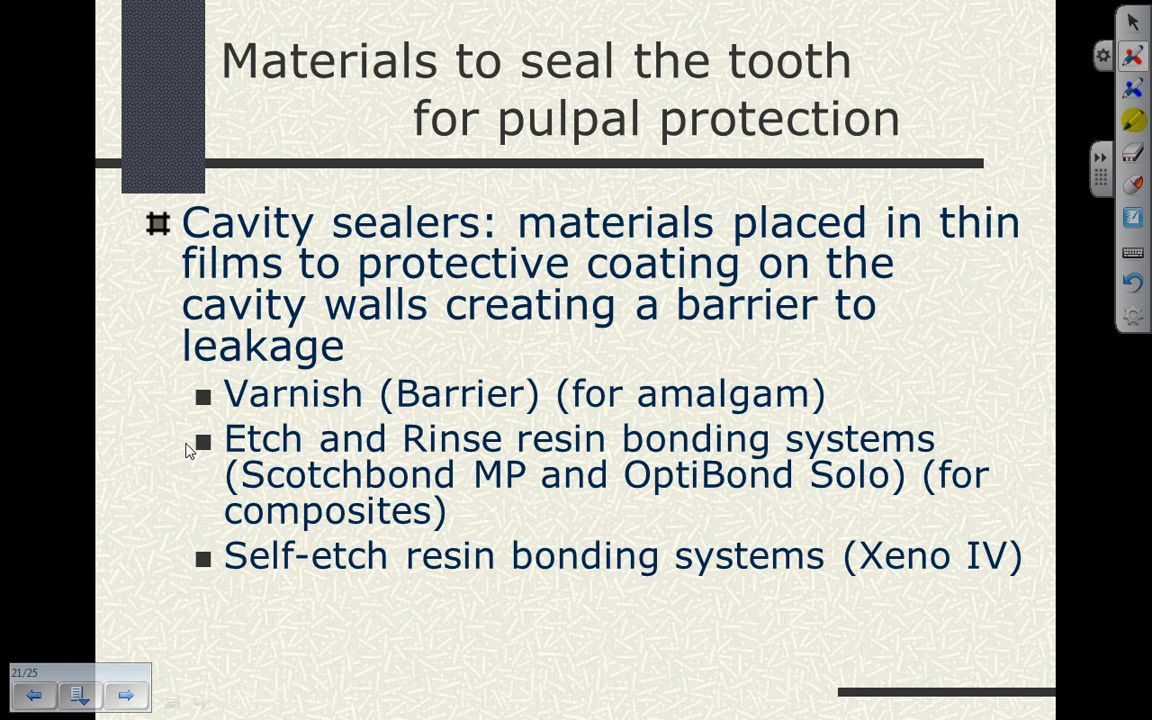 Materials to seal the tooth
for pulpal protection
Cavity sealers: materials placed in thin
films to protective coating on the
cavity walls creating a barrier to
leakage
Varnish (Barrier) (for amalgam)
Etch and Rinse resin bonding systems
(Scotchbond MP and OptiBond Solo) (for
composites)
Self-etch resin bonding systems (Xeno IV)
21/25